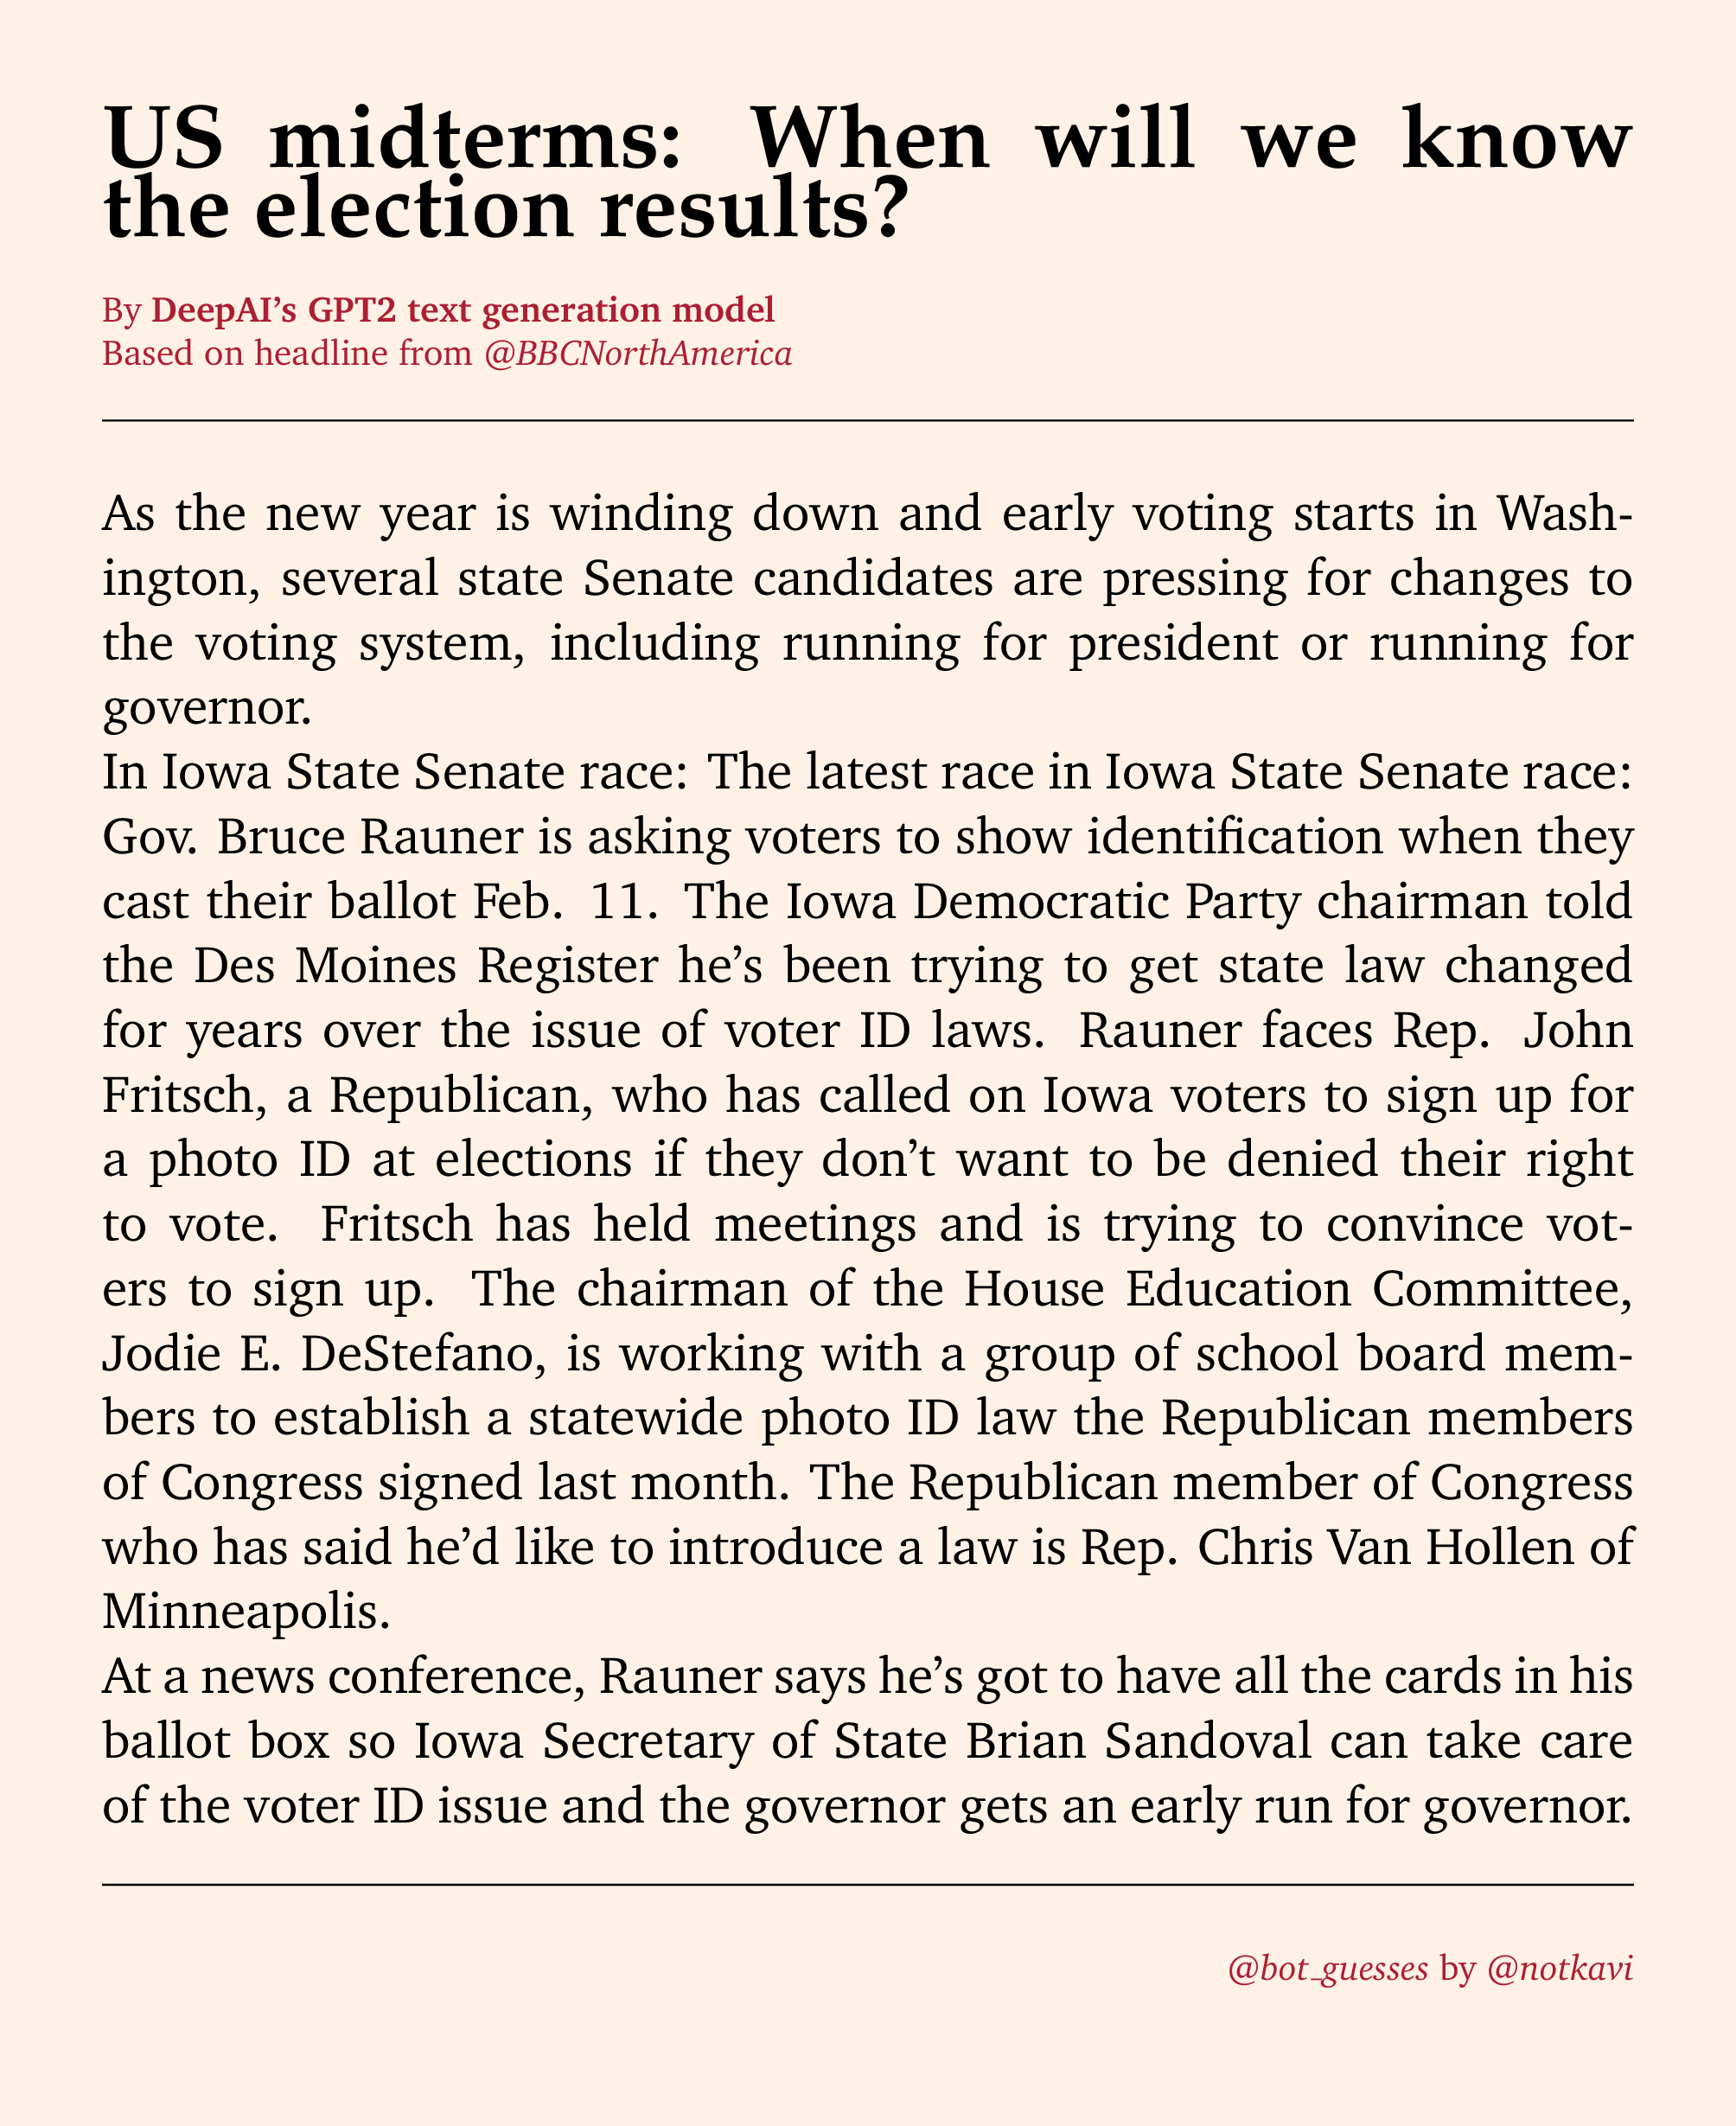 US midterms: When will we know
the election results?
By DeepAI’s GPT2 text generation model
Based on headline from @BBCNorthAmerica
As the new year is winding down and early voting starts in Wash-
ington, several state Senate candidates are pressing for changes to
the voting system, including running for president or running for
governor.
In Iowa State Senate race: The latest race in Iowa State Senate race:
Gov. Bruce Rauner is asking voters to show identification when they
cast their ballot Feb. 11. The Iowa Democratic Party chairman told
the Des Moines Register he’s been trying to get state law changed
for years over the issue of voter ID laws. Rauner faces Rep. John
Fritsch, a Republican, who has called on Iowa voters to sign up for
a photo ID at elections if they don’t want to be denied their right
to vote. Fritsch has held meetings and is trying to convince vot-
ers to sign up. The chairman of the House Education Committee,
Jodie E. DeStefano, is working with a group of school board mem-
bers to establish a statewide photo ID law the Republican members
of Congress signed last month. The Republican member of Congress
who has said he’d like to introduce a law is Rep. Chris Van Hollen of
Minneapolis.
At a news conference, Rauner says he’s got to have all the cards in his
ballot box so Iowa Secretary of State Brian Sandoval can take care
of the voter ID issue and the governor gets an early run for governor.
@bot_guesses by @notkavi